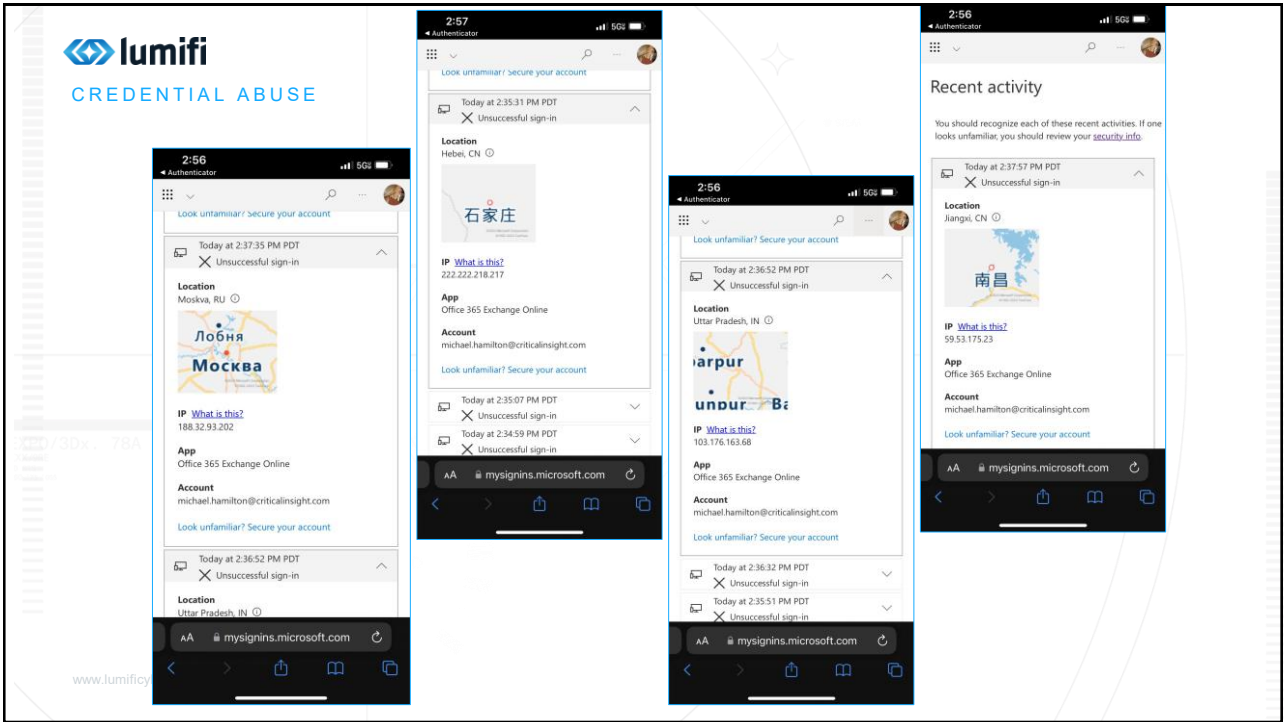 lumifi
CREDENTIAL ABUSE
2:56
5G
◀ Authenticator
Look unfamiliar? Secure your account
Today at 2:37:35 PM PDT
Unsuccessful sign-in
Location
Moskva, RU
Лобня
Москва
IP What is this?
188.32.93.202
App
Office 365 Exchange Online
Account
michael.hamilton@criticalinsight.com
Look unfamiliar? Secure your account
Today at 2:36:52 PM PDT
Unsuccessful sign-in
Location
Uttar Pradesh, IN
AA mysignins.microsoft.com
2:57
5G
◀ Authenticator
Look unfamiliar? Secure your account
Today at 2:35:31 PM PDT
Unsuccessful sign-in
Location
Hebei, CN
石家庄
IP What is this?
222.222.218.217
App
Office 365 Exchange Online
Account
michael.hamilton@criticalinsight.com
Look unfamiliar? Secure your account
Today at 2:35:07 PM PDT
Unsuccessful sign-in
Today at 2:34:59 PM PDT
Unsuccessful sign-in
AA mysignins.microsoft.com
2:56
5G
◀ Authenticator
Look unfamiliar? Secure your account
Today at 2:36:52 PM PDT
Unsuccessful sign-in
Location
Uttar Pradesh, IN
arpur
unpur Ba
IP What is this?
103.176.163.68
App
Office 365 Exchange Online
Account
michael.hamilton@criticalinsight.com
Look unfamiliar? Secure your account
Today at 2:36:32 PM PDT
Unsuccessful sign-in
Today at 2:35:51 PM PDT
Unsuccessful sign-in
AA mysignins.microsoft.com
2:56
5G
◀ Authenticator
Recent activity
You should recognize each of these recent activities. If one
looks unfamiliar, you should review your security info.
Today at 2:37:57 PM PDT
Unsuccessful sign-in
Location
Jiangxi, CN
南昌
IP What is this?
59.53.175.23
App
Office 365 Exchange Online
Account
michael.hamilton@criticalinsight.com
Look unfamiliar? Secure your account
AA mysignins.microsoft.com
www.lumificy